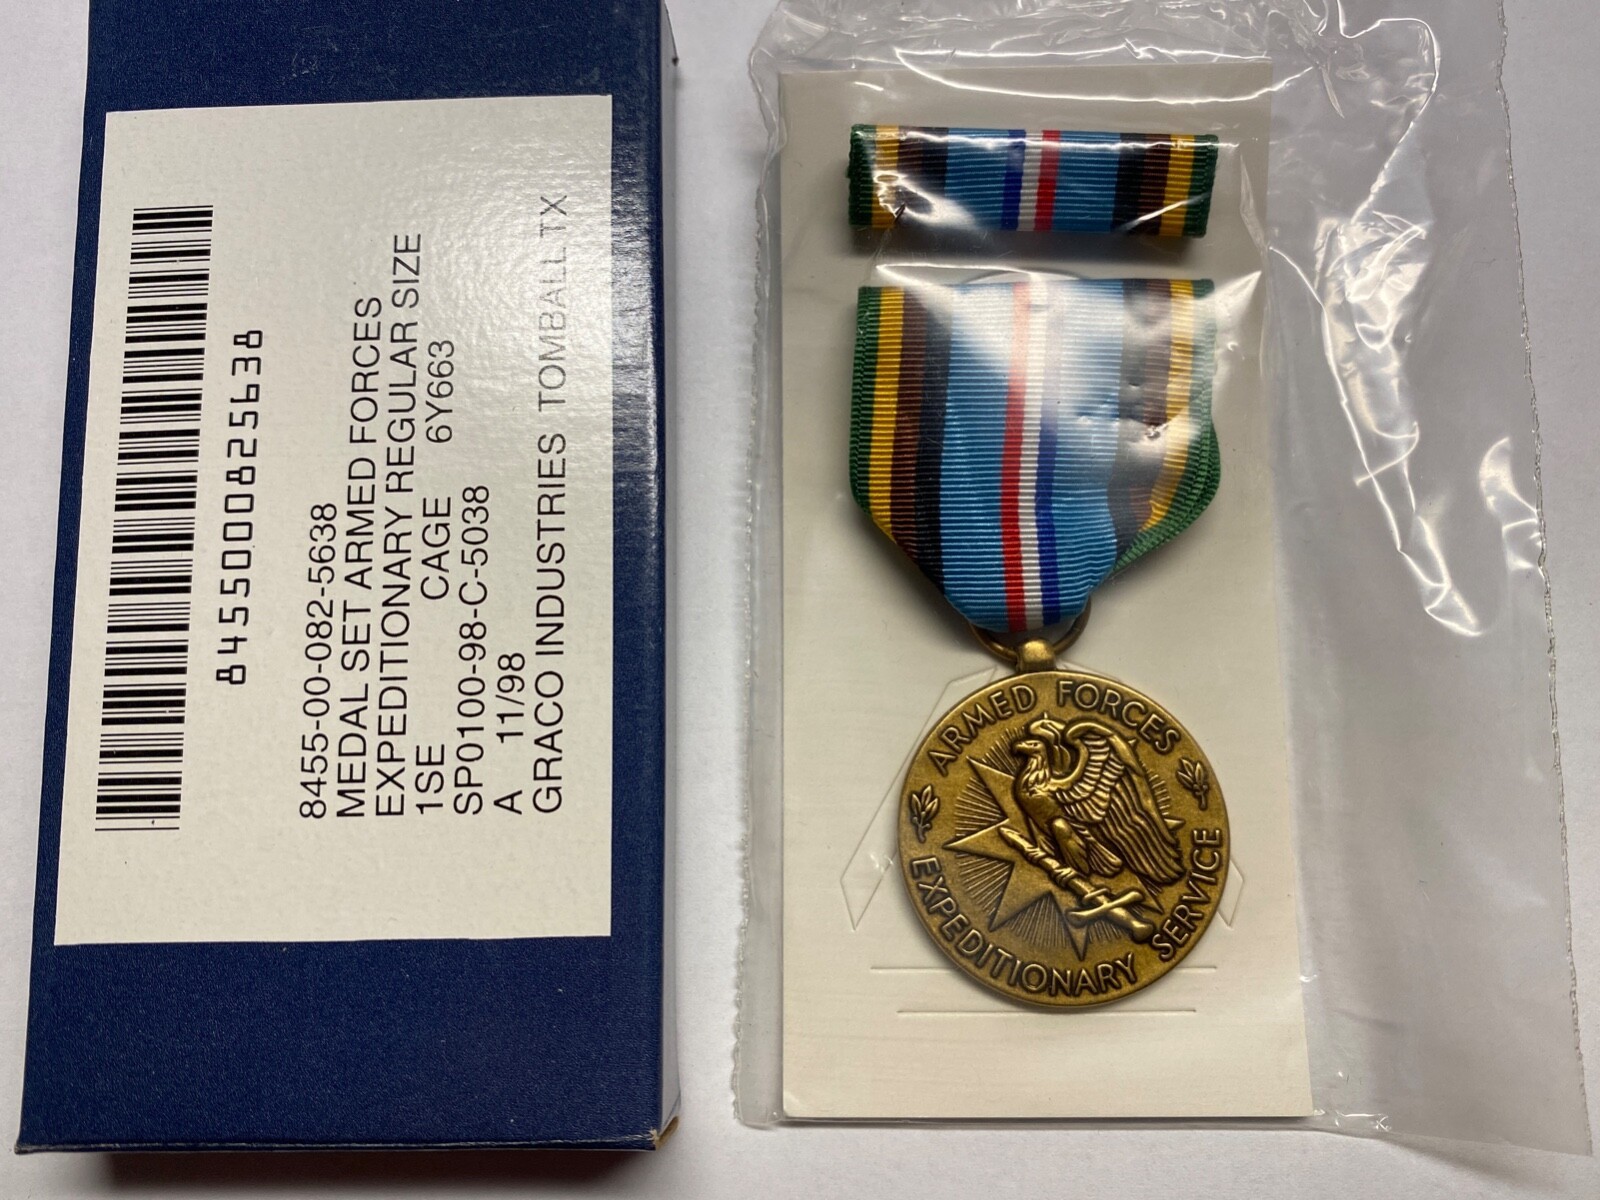 8455000825638
8455-00-082-5638
MEDAL SET ARMED FORCES
EXPEDITIONARY REGULAR SIZE
1SE CAGE 6Y663
SP0100-98-C-5038
A 11/98
GRACO INDUSTRIES TOMBALL TX
ARMED FORCES
EXPEDITIONARY SERVICE